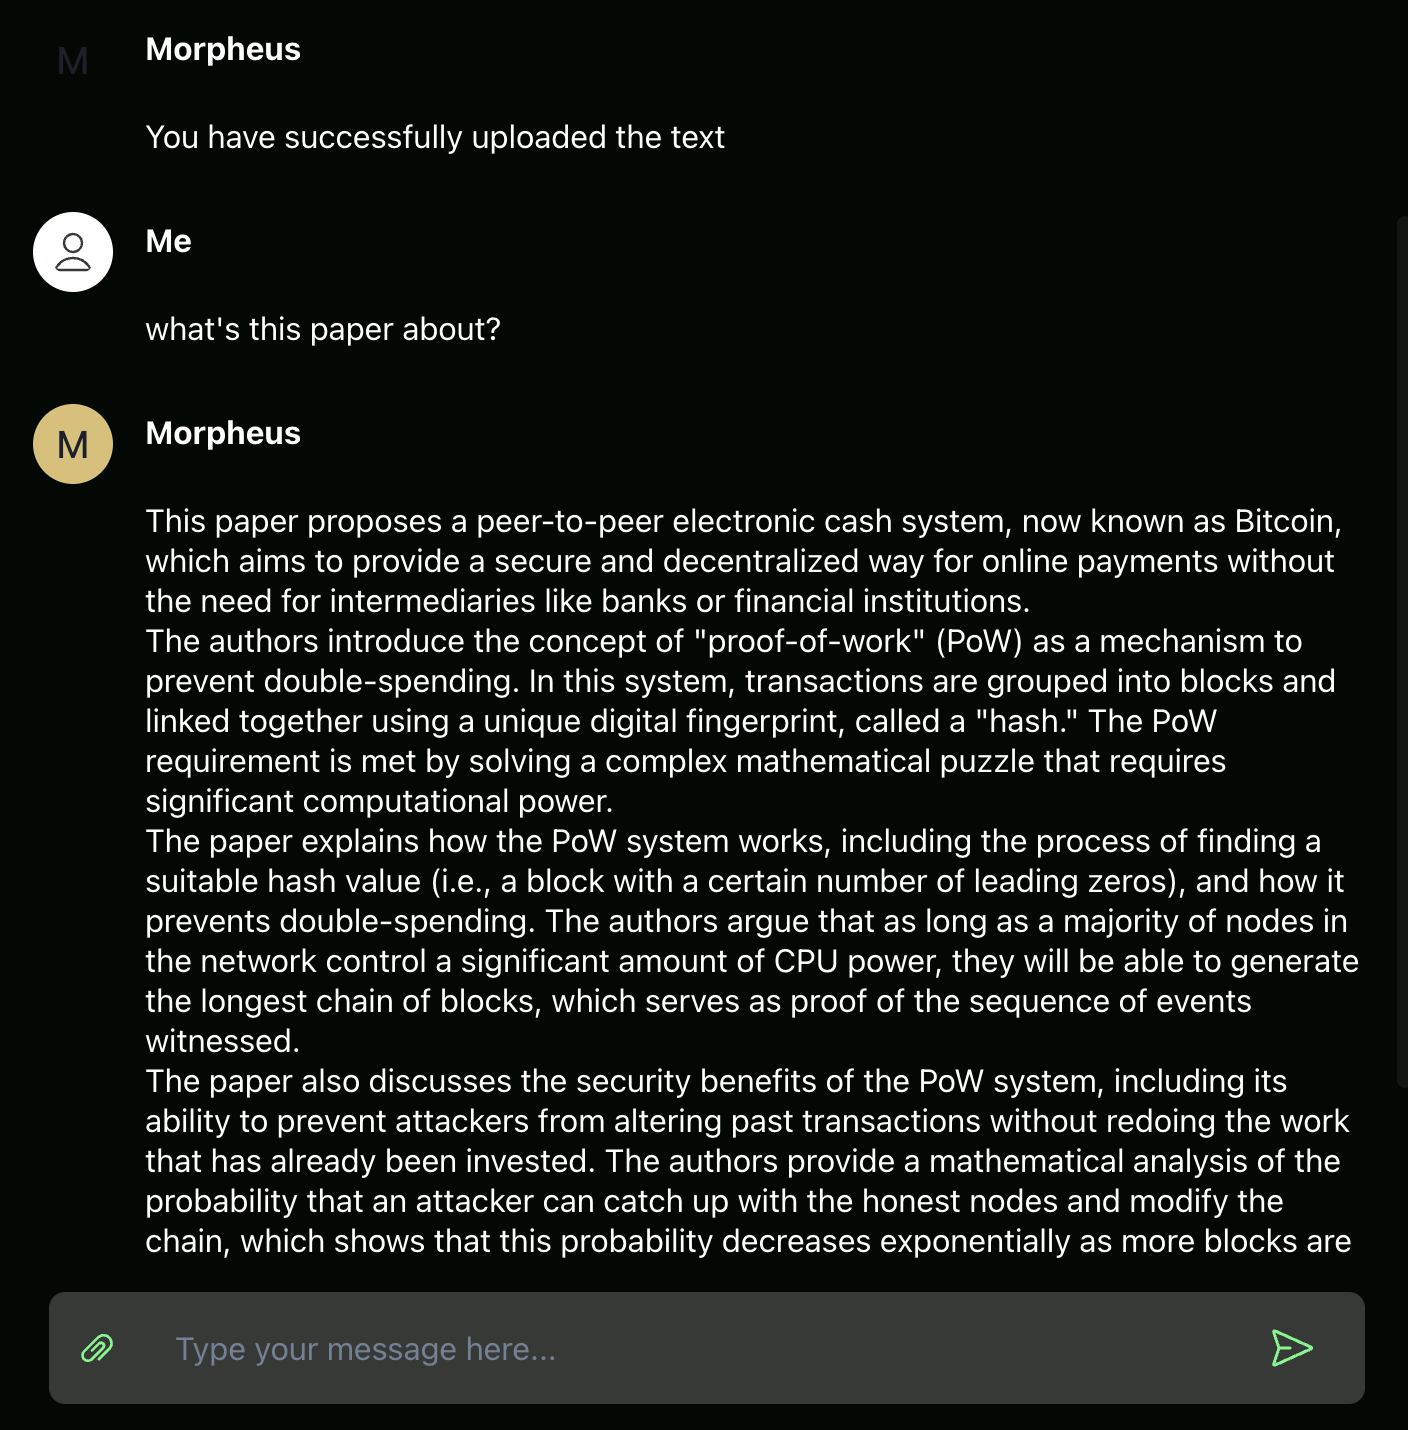 M
Morpheus
You have successfully uploaded the text
Me
what's this paper about?
M
Morpheus
This paper proposes a peer-to-peer electronic cash system, now known as Bitcoin,
which aims to provide a secure and decentralized way for online payments without
the need for intermediaries like banks or financial institutions.
The authors introduce the concept of "proof-of-work" (PoW) as a mechanism to
prevent double-spending. In this system, transactions are grouped into blocks and
linked together using a unique digital fingerprint, called a "hash." The PoW
requirement is met by solving a complex mathematical puzzle that requires
significant computational power.
The paper explains how the PoW system works, including the process of finding a
suitable hash value (i.e., a block with a certain number of leading zeros), and how it
prevents double-spending. The authors argue that as long as a majority of nodes in
the network control a significant amount of CPU power, they will be able to generate
the longest chain of blocks, which serves as proof of the sequence of events
witnessed.
The paper also discusses the security benefits of the PoW system, including its
ability to prevent attackers from altering past transactions without redoing the work
that has already been invested. The authors provide a mathematical analysis of the
probability that an attacker can catch up with the honest nodes and modify the
chain, which shows that this probability decreases exponentially as more blocks are
Type your message here...